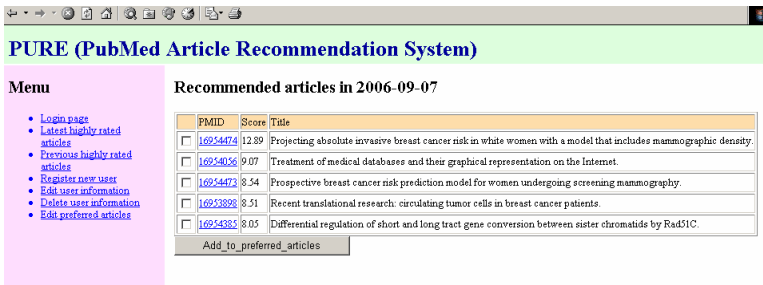 PURE (PubMed Article Recommendation System)
Menu
Login page
Latest highly rated
articles
Previous highly rated
articles
Register new user
Edit user information
Delete user information
Edit preferred articles
Recommended articles in 2006-09-07
PMID Score Title
16954474 12.89 Projecting absolute invasive breast cancer risk in white women with a model that includes mammographic density.
16954056 9.07 Treatment of medical databases and their graphical representation on the Internet.
16954473 8.54 Prospective breast cancer risk prediction model for women undergoing screening mammography.
16953898 8.51 Recent translational research: circulating tumor cells in breast cancer patients.
16954385 8.05 Differential regulation of short and long tract gene conversion between sister chromatids by Rad51C.
Add_to_preferred_articles